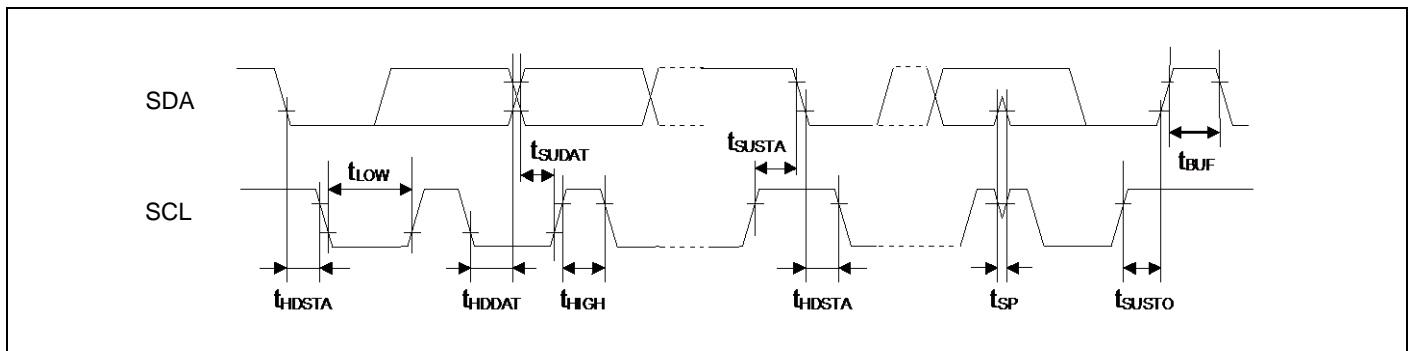 SDA
tSUDAT
tSUSTA
tBUF
tLOW
SCL
tHDSTA
tHDDAT
tHIGH
tHDSTA
tSP
tSUSTO